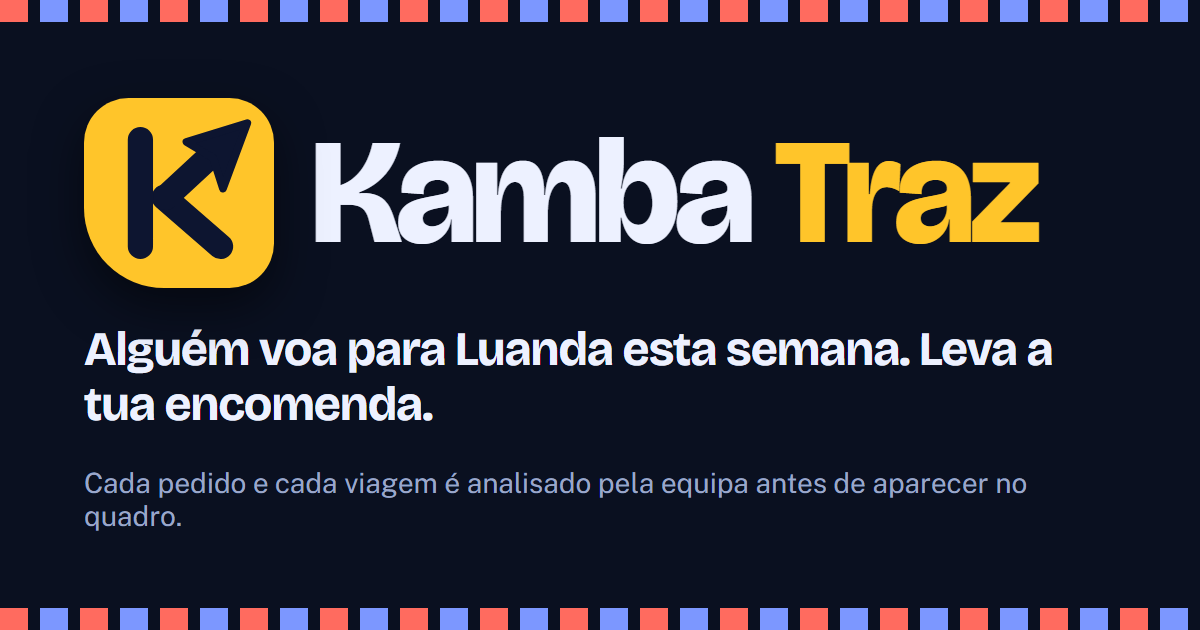 Kamba Traz
Alguém voa para Luanda esta semana. Leva a
tua encomenda.
Cada pedido e cada viagem é analisado pela equipa antes de aparecer no
quadro.